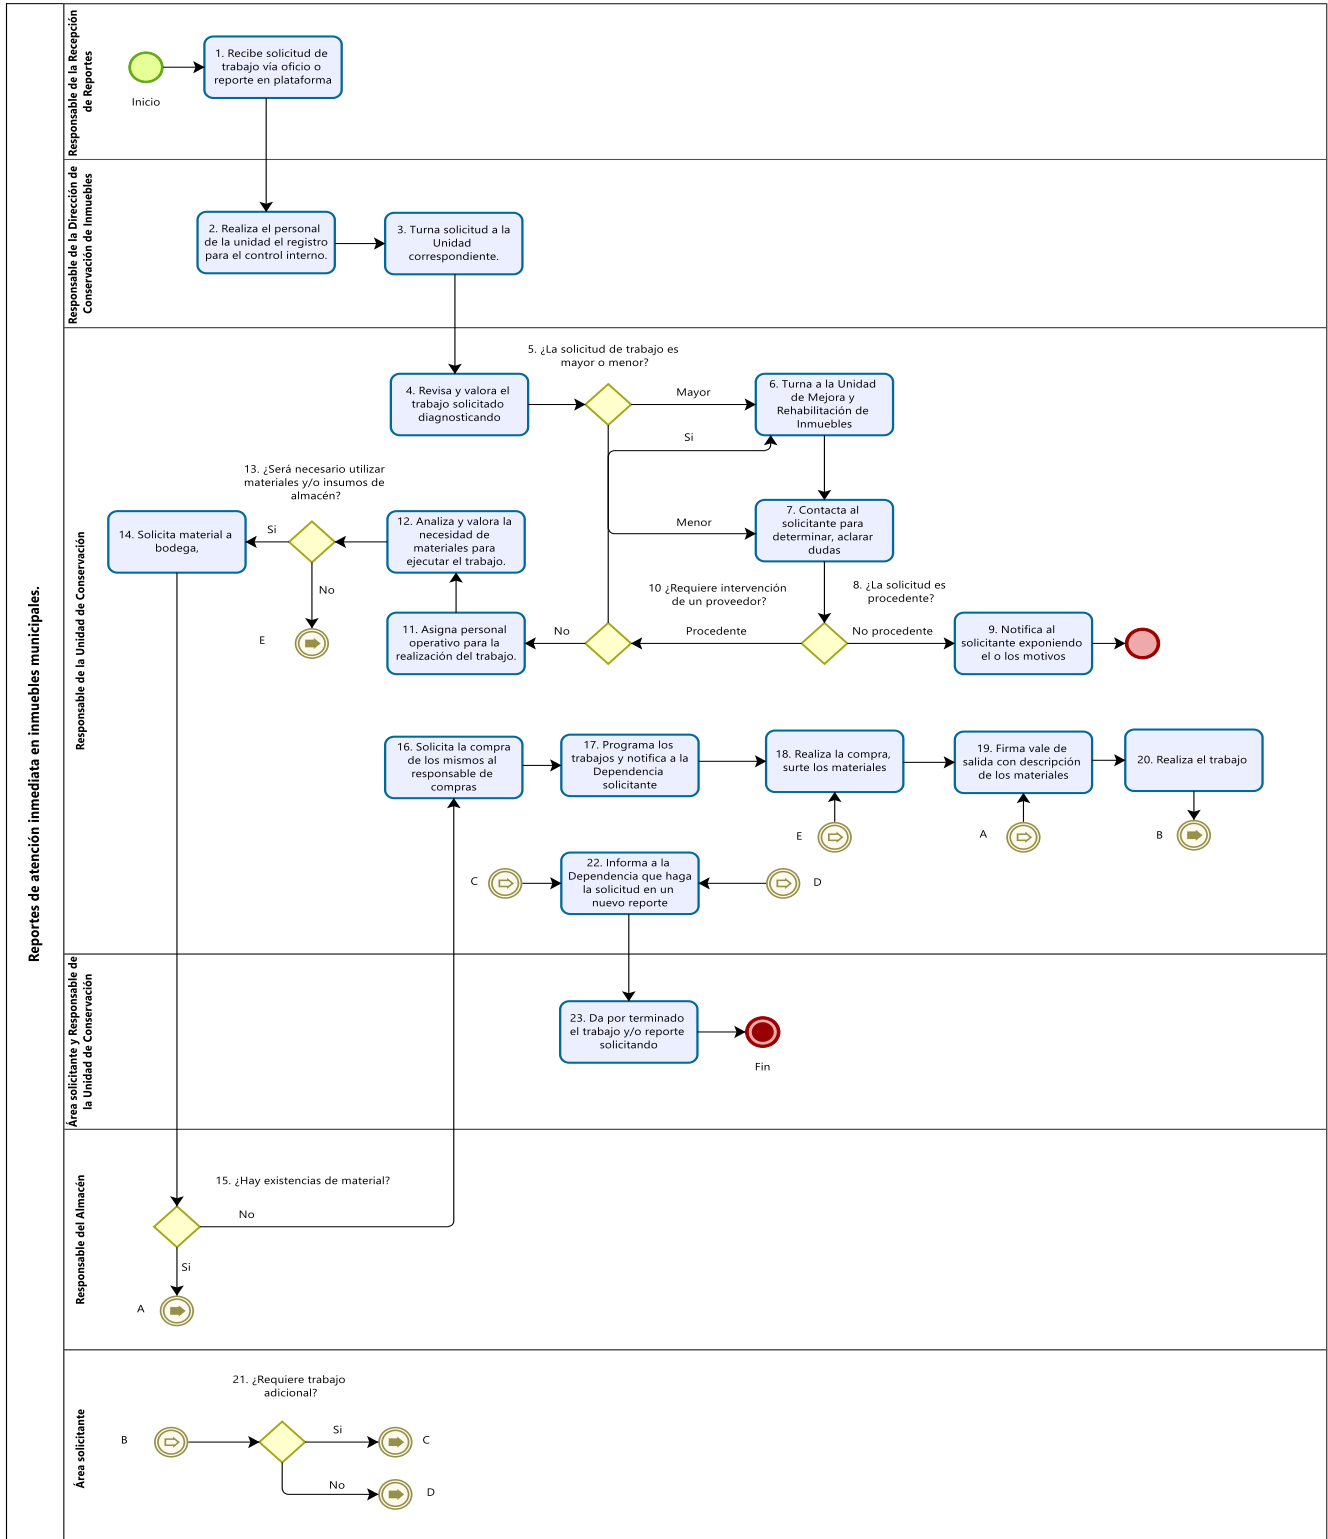 Reportes de atención inmediata en inmuebles municipales.
Responsable de la Recepción
de Reportes
Inicio
1. Recibe solicitud de
trabajo vía oficio o
reporte en plataforma
Responsable de la Dirección de
Conservación de Inmuebles
2. Realiza el personal
de la unidad el registro
para el control interno.
3. Turna solicitud a la
Unidad
correspondiente.
Responsable de la Unidad de Conservación
4. Revisa y valora el
trabajo solicitado
diagnosticando
5. ¿La solicitud de trabajo es
mayor o menor?
Mayor
6. Turna a la Unidad
de Mejora y
Rehabilitación de
Inmuebles
Si
Menor
7. Contacta al
solicitante para
determinar, aclarar
dudas
8. ¿La solicitud es
procedente?
No procedente
9. Notifica al
solicitante exponiendo
el o los motivos
Procedente
10 ¿Requiere intervención
de un proveedor?
No
11. Asigna personal
operativo para la
realización del trabajo.
12. Analiza y valora la
necesidad de
materiales para
ejecutar el trabajo.
13. ¿Será necesario utilizar
materiales y/o insumos de
almacén?
Si
No
E
14. Solicita material a
bodega,
16. Solicita la compra
de los mismos al
responsable de
compras
17. Programa los
trabajos y notifica a la
Dependencia
solicitante
18. Realiza la compra,
surte los materiales
19. Firma vale de
salida con descripción
de los materiales
20. Realiza el trabajo
E
A
B
C
22. Informa a la
Dependencia que haga
la solicitud en un
nuevo reporte
D
Área solicitante y Responsable de
la Unidad de Conservación
23. Da por terminado
el trabajo y/o reporte
solicitando
Fin
Responsable del Almacén
15. ¿Hay existencias de material?
No
Si
A
Área solicitante
21. ¿Requiere trabajo
adicional?
B
Si
C
No
D